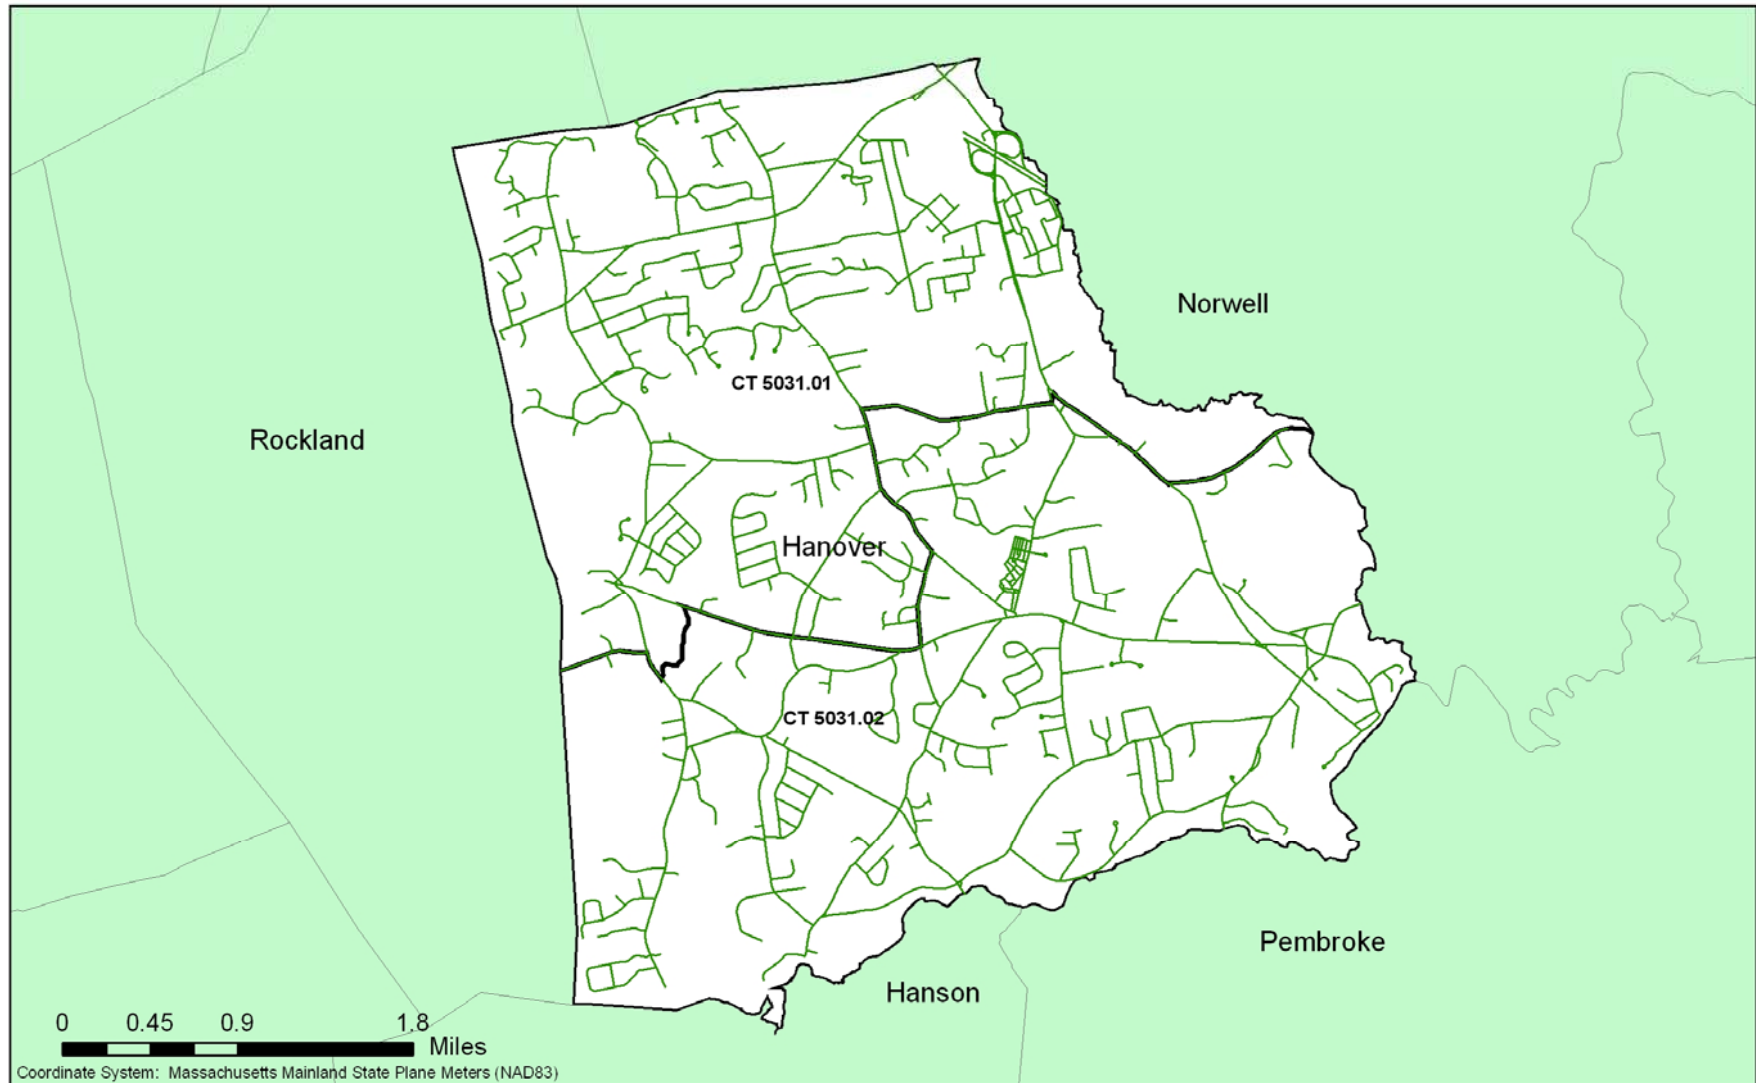 Norwell
CT 5031.01
Rockland
Hanover
CT 5031.02
Pembroke
Hanson
0 0.45 0.9 1.8
Miles
Coordinate System: Massachusetts Mainland State Plane Meters (NAD83)